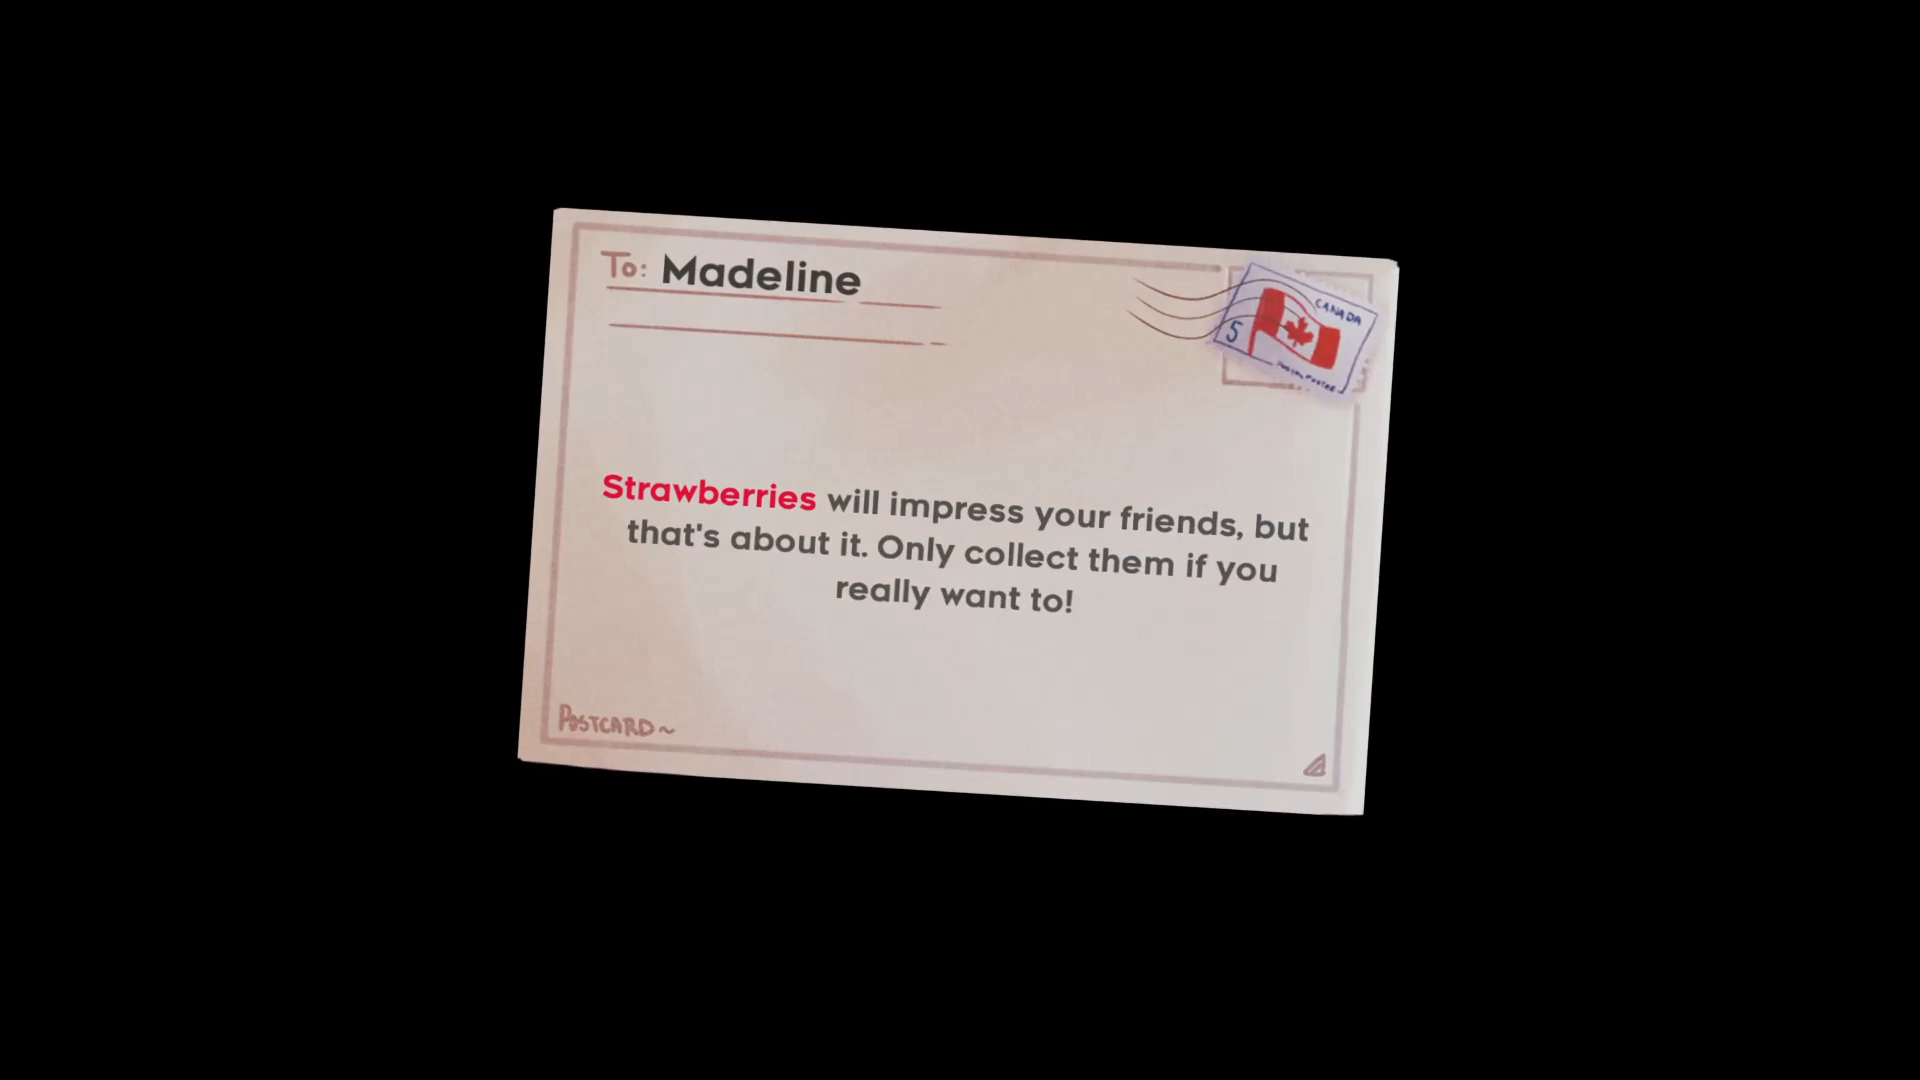 To: Madeline
CANADA
5
Strawberries will impress your friends, but
that's about it. Only collect them if you
really want to!
POSTCARD~